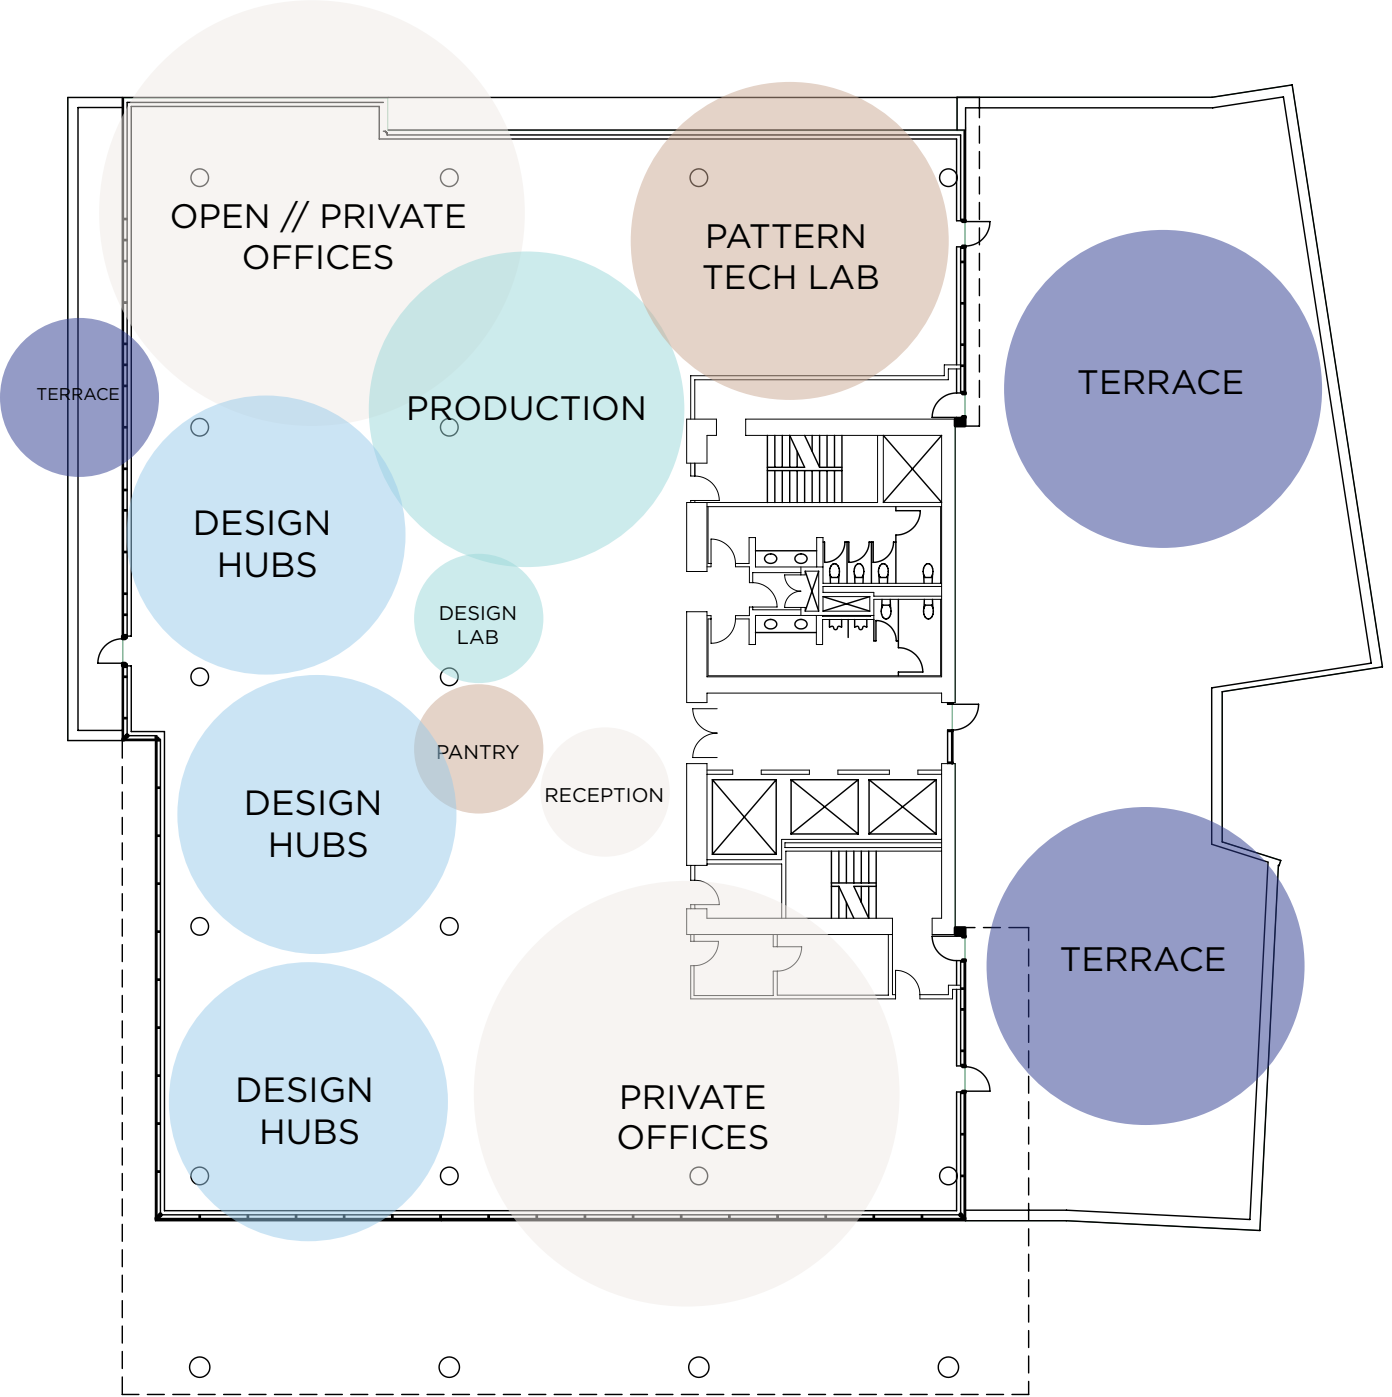 OPEN // PRIVATE
OFFICES
PATTERN
TECH LAB
TERRACE
TERRACE
PRODUCTION
DESIGN
HUBS
DESIGN
LAB
PANTRY
RECEPTION
DESIGN
HUBS
TERRACE
DESIGN
HUBS
PRIVATE
OFFICES